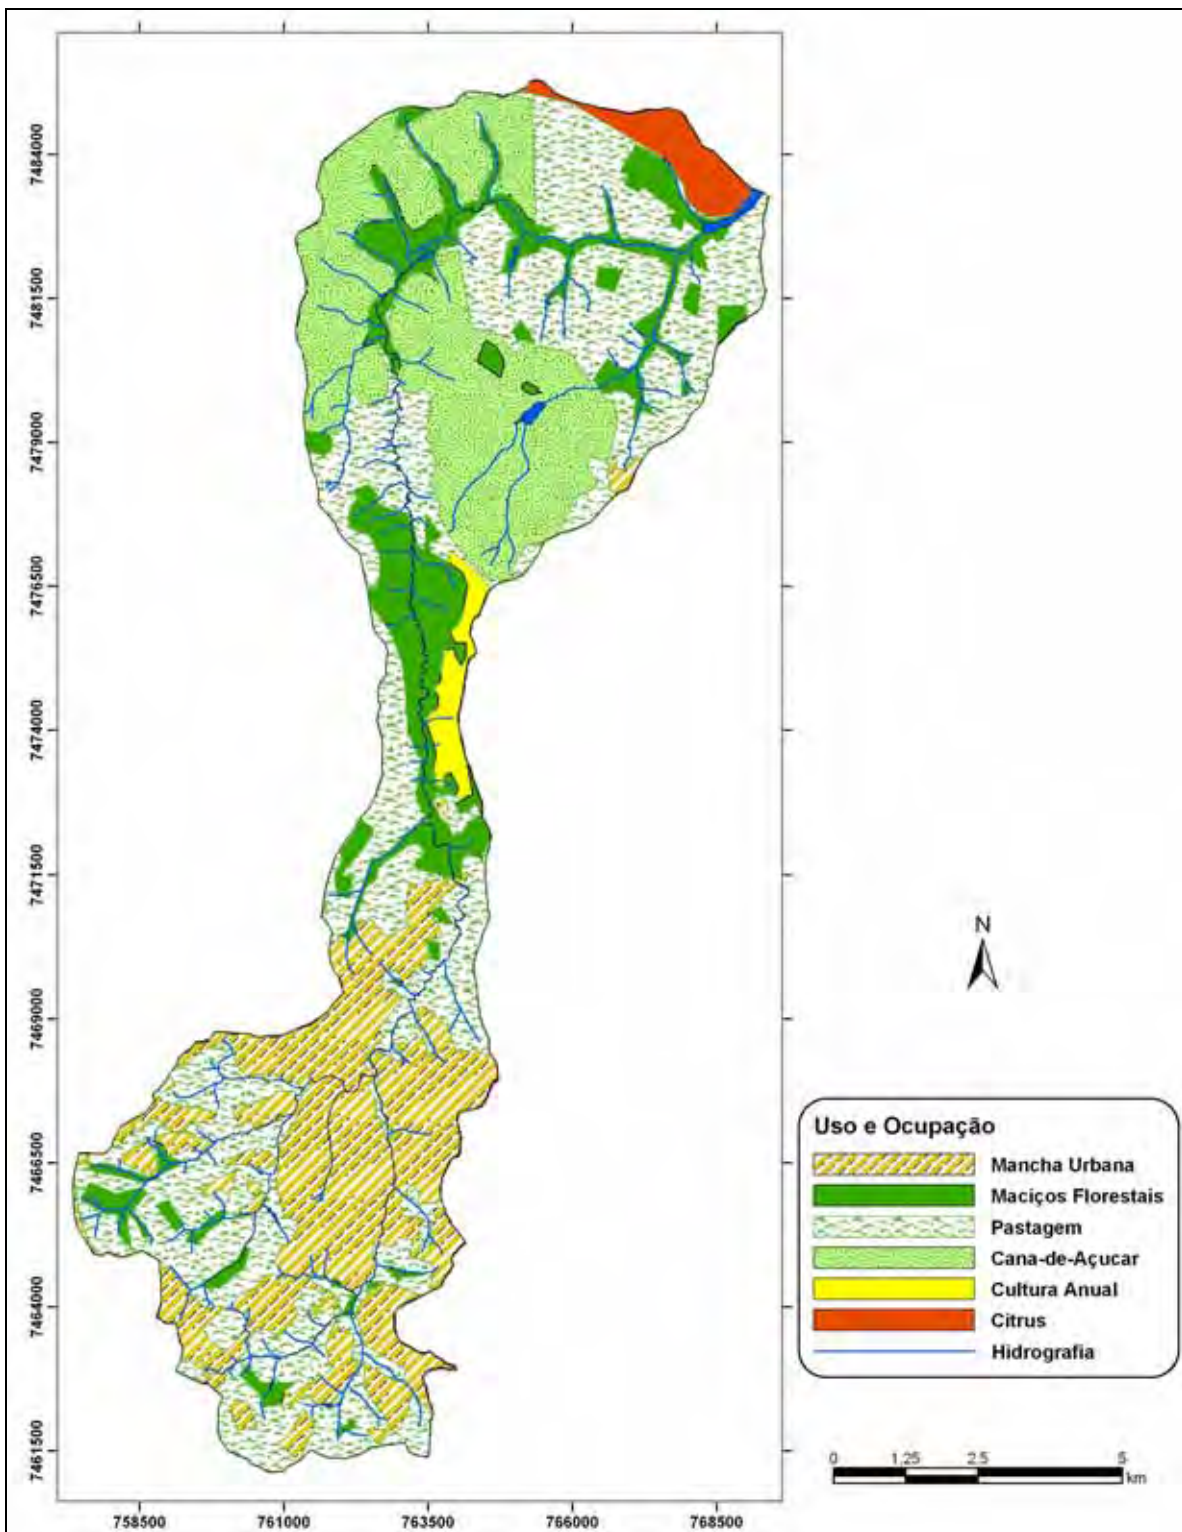 7484000
7481500
7479000
7476500
7474000
7471500
7469000
7466500
7464000
7461500
N
Uso e Ocupação
Mancha Urbana
Maciços Florestais
Pastagem
Cana-de-Açucar
Cultura Anual
Citrus
Hidrografia
0 1,25 2,5 5
km
758500 761000 763500 766000 768500